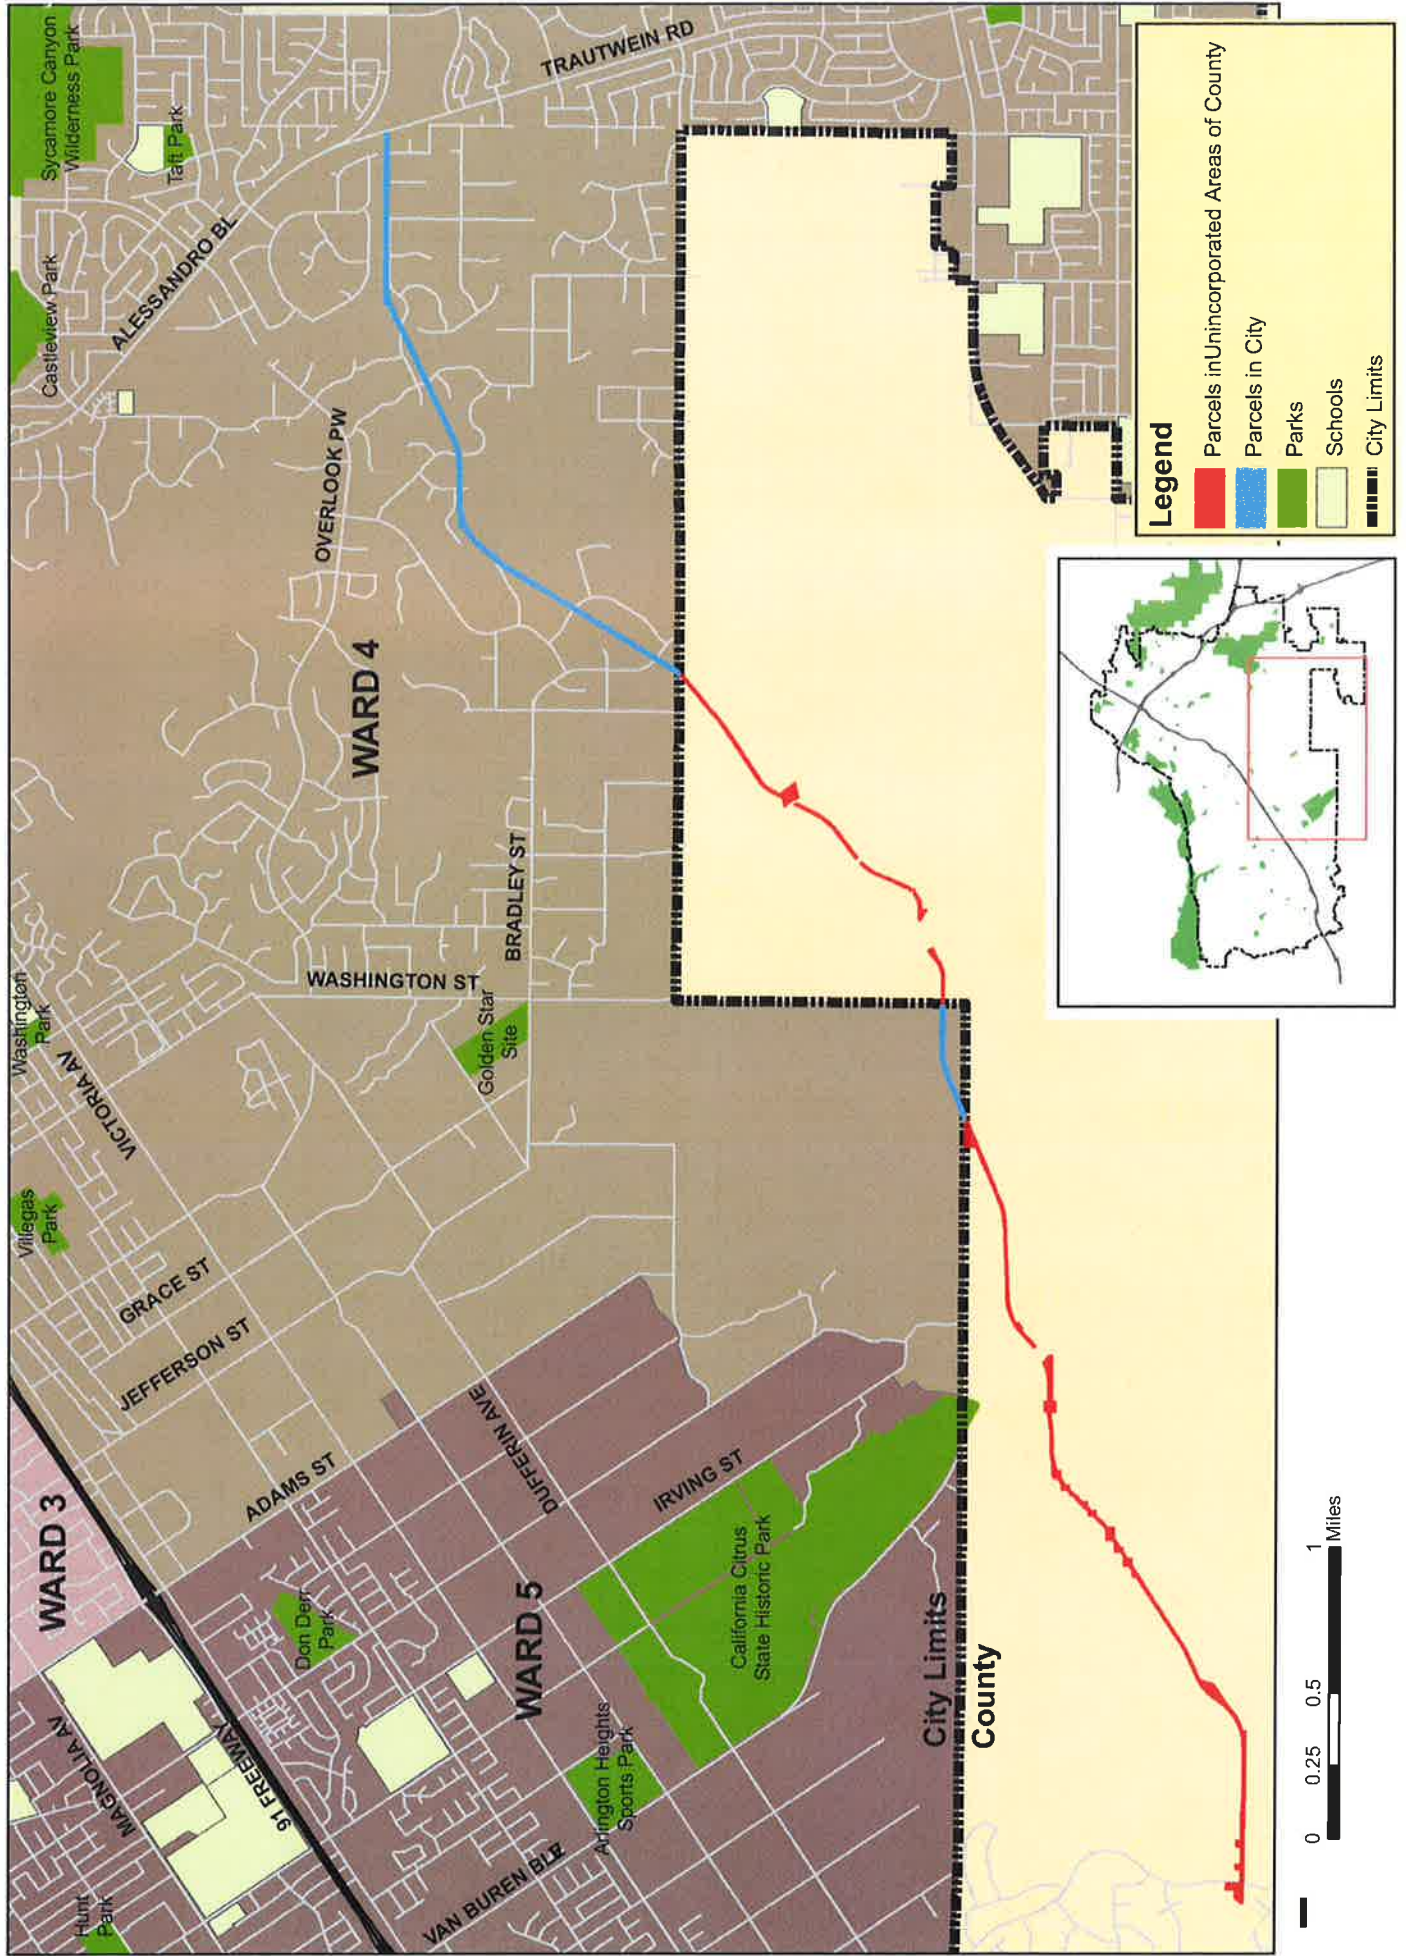 Sycamore Canyon
Wilderness Park
Taft Park
TRAUTWEIN RD
Castleview Park
ALESSANDRO BL
OVERLOOK PW
WARD 4
BRADLEY ST
WASHINGTON ST
Golden Star
Site
Washington
Park
VICTORIA AV
Villegas
Park
GRACE ST
JEFFERSON ST
ADAMS ST
DUFFERIN AVE
IRVING ST
WARD 3
WARD 5
Don Derr
Park
California Citrus
State Historic Park
Arlington Heights
Sports Park
MAGNOLIA AV
91 FREEWAY
Hunt
Park
VAN BUREN BL
City Limits
County
Legend
Parcels inUnincorporated Areas of County
Parcels in City
Parks
Schools
City Limits
0 0.25 0.5 1
Miles